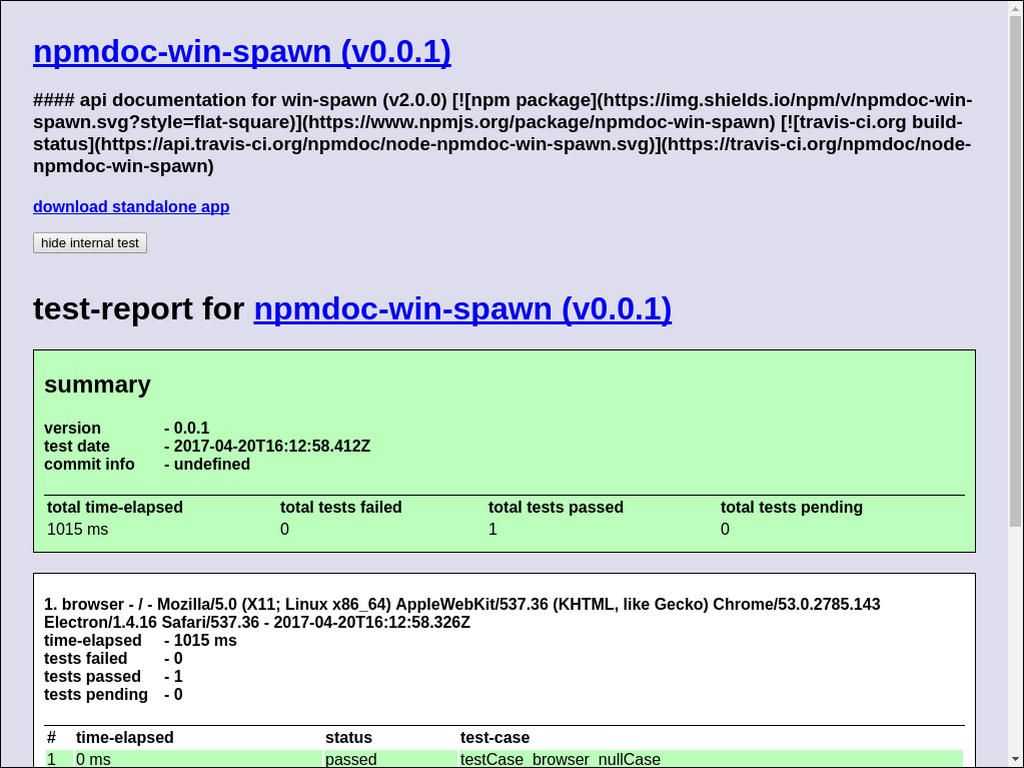 npmdoc-win-spawn (v0.0.1)
#### api documentation for win-spawn (v2.0.0) [![npm package](https://img.shields.io/npm/v/npmdoc-win-
spawn.svg?style=flat-square)](https://www.npmjs.org/package/npmdoc-win-spawn) [![travis-ci.org build-
status](https://api.travis-ci.org/npmdoc/node-npmdoc-win-spawn.svg)](https://travis-ci.org/npmdoc/node-
npmdoc-win-spawn)
download standalone app
hide internal test
test-report for npmdoc-win-spawn (v0.0.1)
summary
version - 0.0.1
test date - 2017-04-20T16:12:58.412Z
commit info - undefined
total time-elapsed total tests failed total tests passed total tests pending
1015 ms 0 1 0
1. browser - / - Mozilla/5.0 (X11; Linux x86_64) AppleWebKit/537.36 (KHTML, like Gecko) Chrome/53.0.2785.143
Electron/1.4.16 Safari/537.36 - 2017-04-20T16:12:58.326Z
time-elapsed - 1015 ms
tests failed - 0
tests passed - 1
tests pending - 0
# time-elapsed status test-case
1 0 ms passed testCase_browser_nullCase